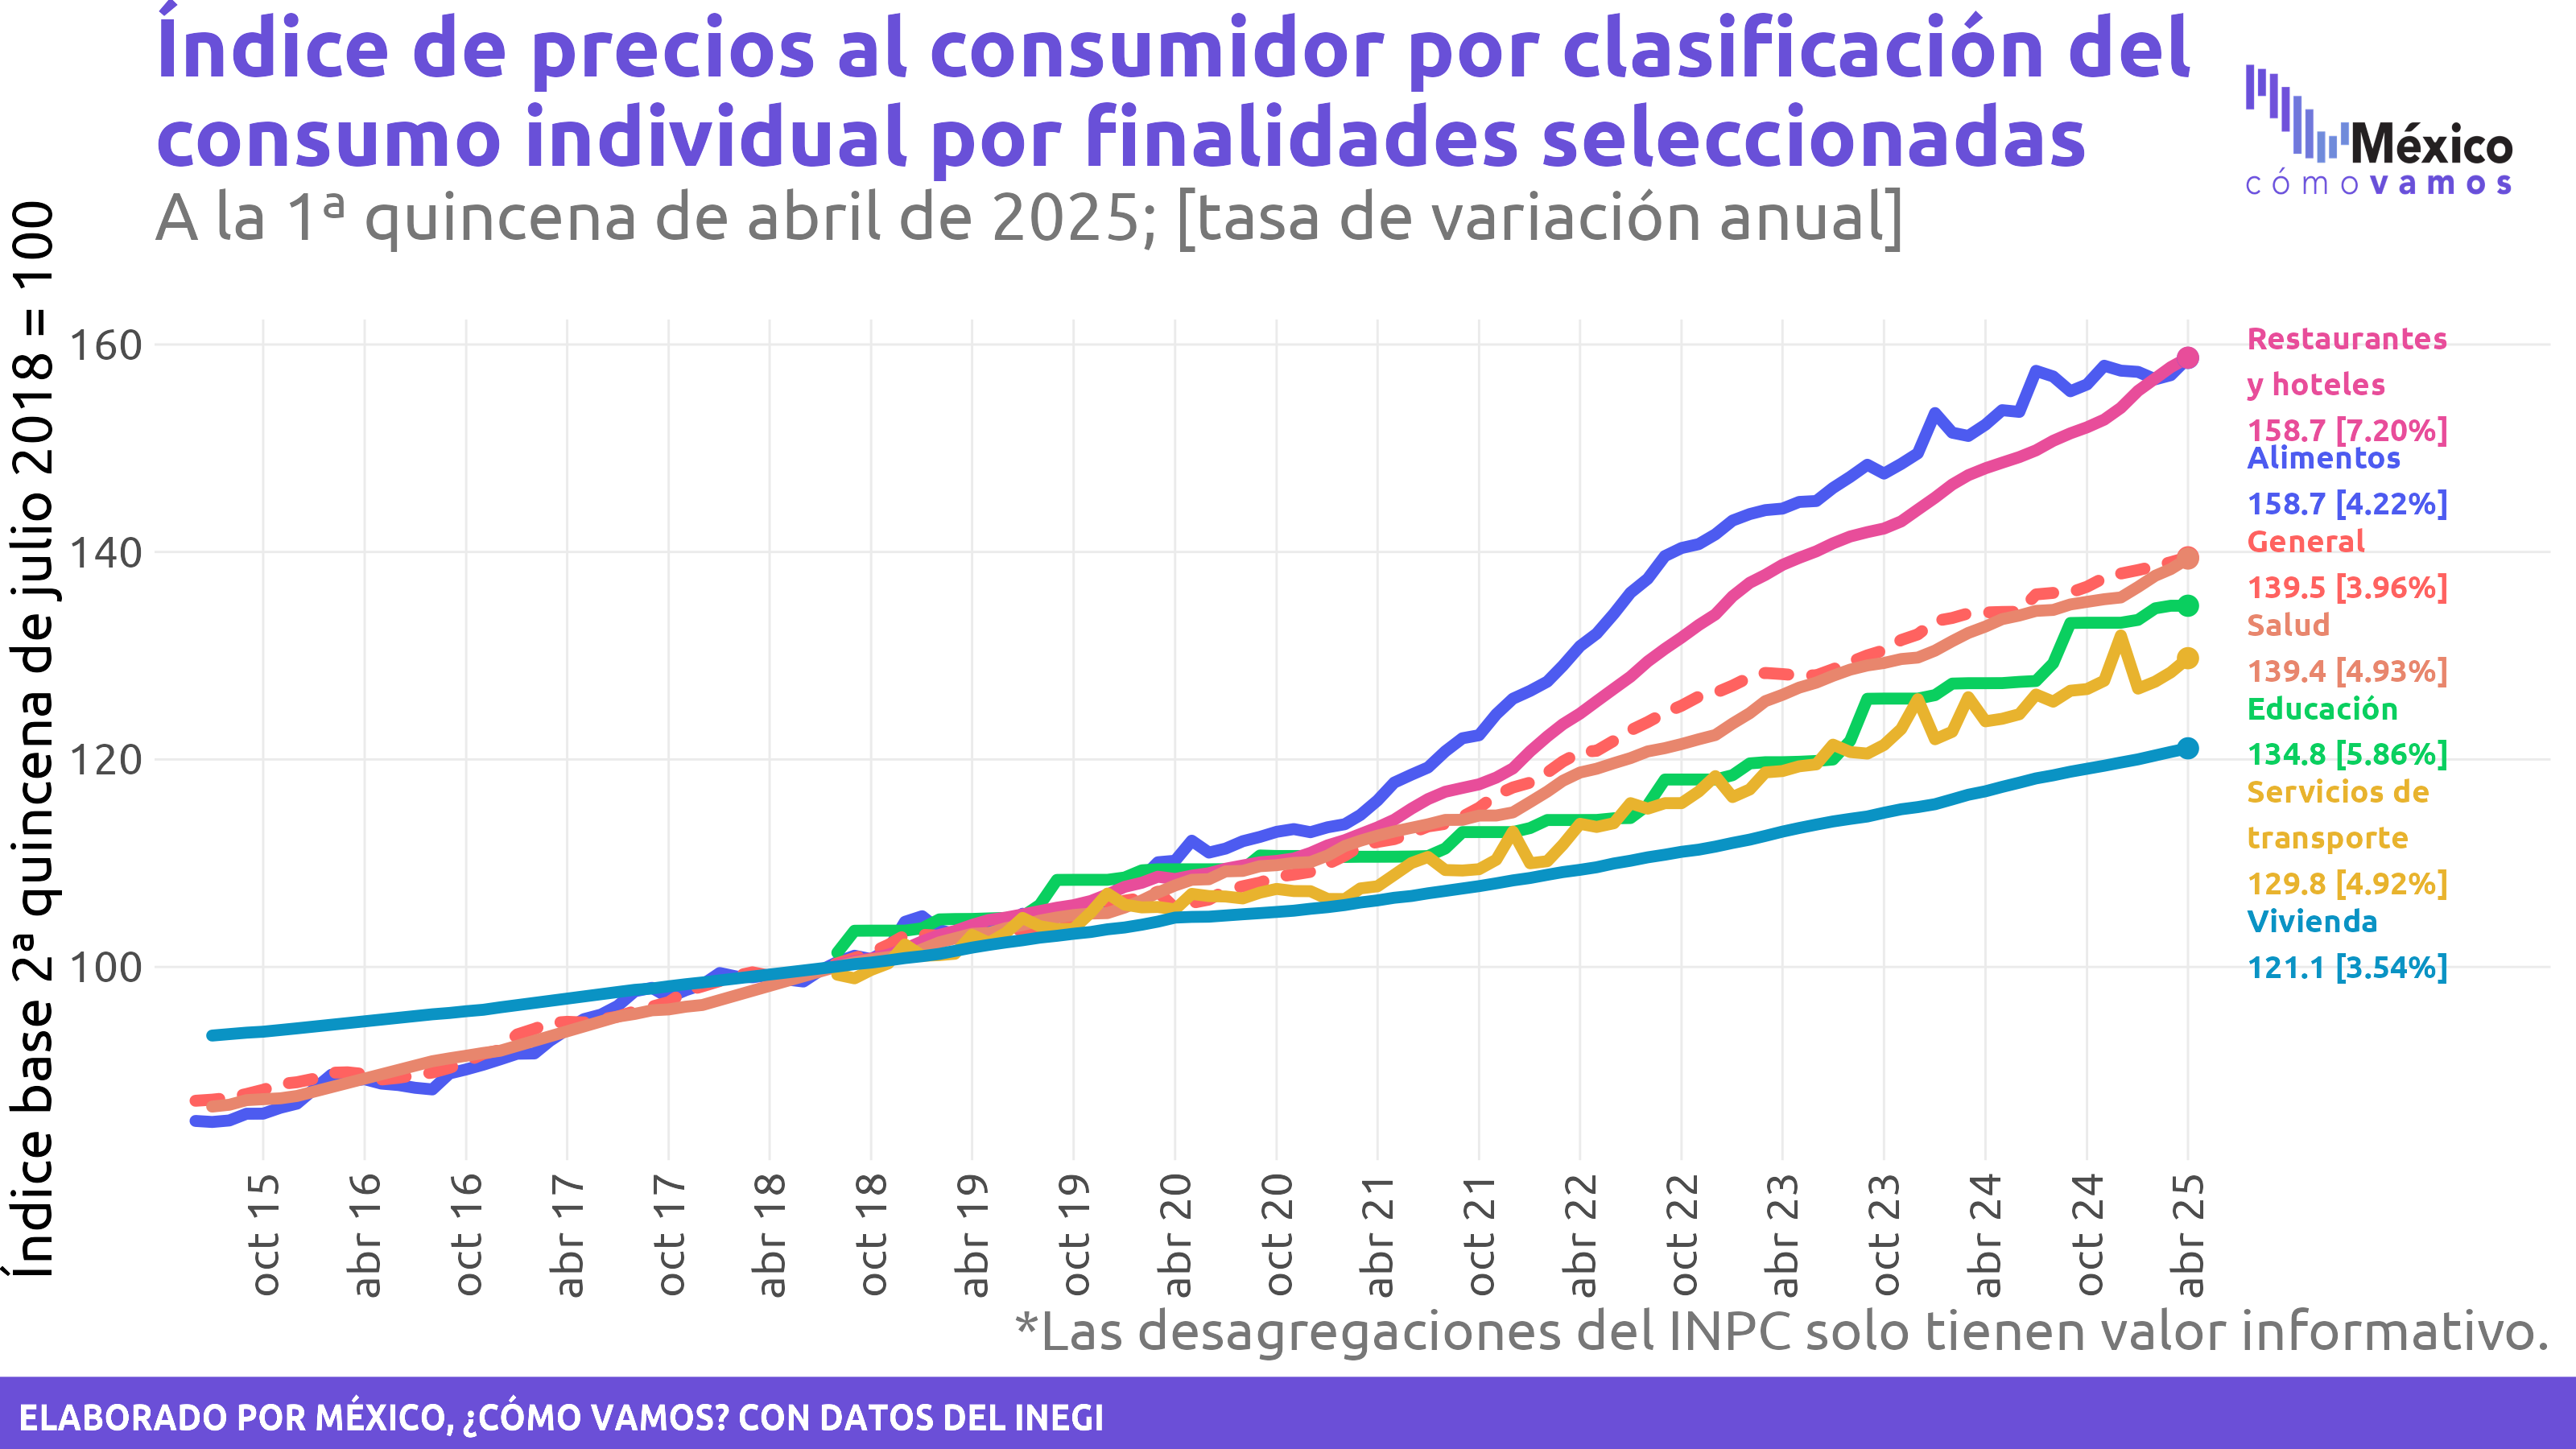 Índice de precios al consumidor por clasificación del
consumo individual por finalidades seleccionadas
A la 1ª quincena de abril de 2025; [tasa de variación anual]
México
cómo vamos
Índice base 2ª quincena de julio 2018 = 100
160
140
120
100
Restaurantes
y hoteles
158.7 [7.20%]
Alimentos
158.7 [4.22%]
General
139.5 [3.96%]
Salud
139.4 [4.93%]
Educación
134.8 [5.86%]
Servicios de
transporte
129.8 [4.92%]
Vivienda
121.1 [3.54%]
oct 15
abr 16
oct 16
abr 17
oct 17
abr 18
oct 18
abr 19
oct 19
abr 20
oct 20
abr 21
oct 21
abr 22
oct 22
abr 23
oct 23
abr 24
oct 24
abr 25
*Las desagregaciones del INPC solo tienen valor informativo.
ELABORADO POR MÉXICO, ¿CÓMO VAMOS? CON DATOS DEL INEGI